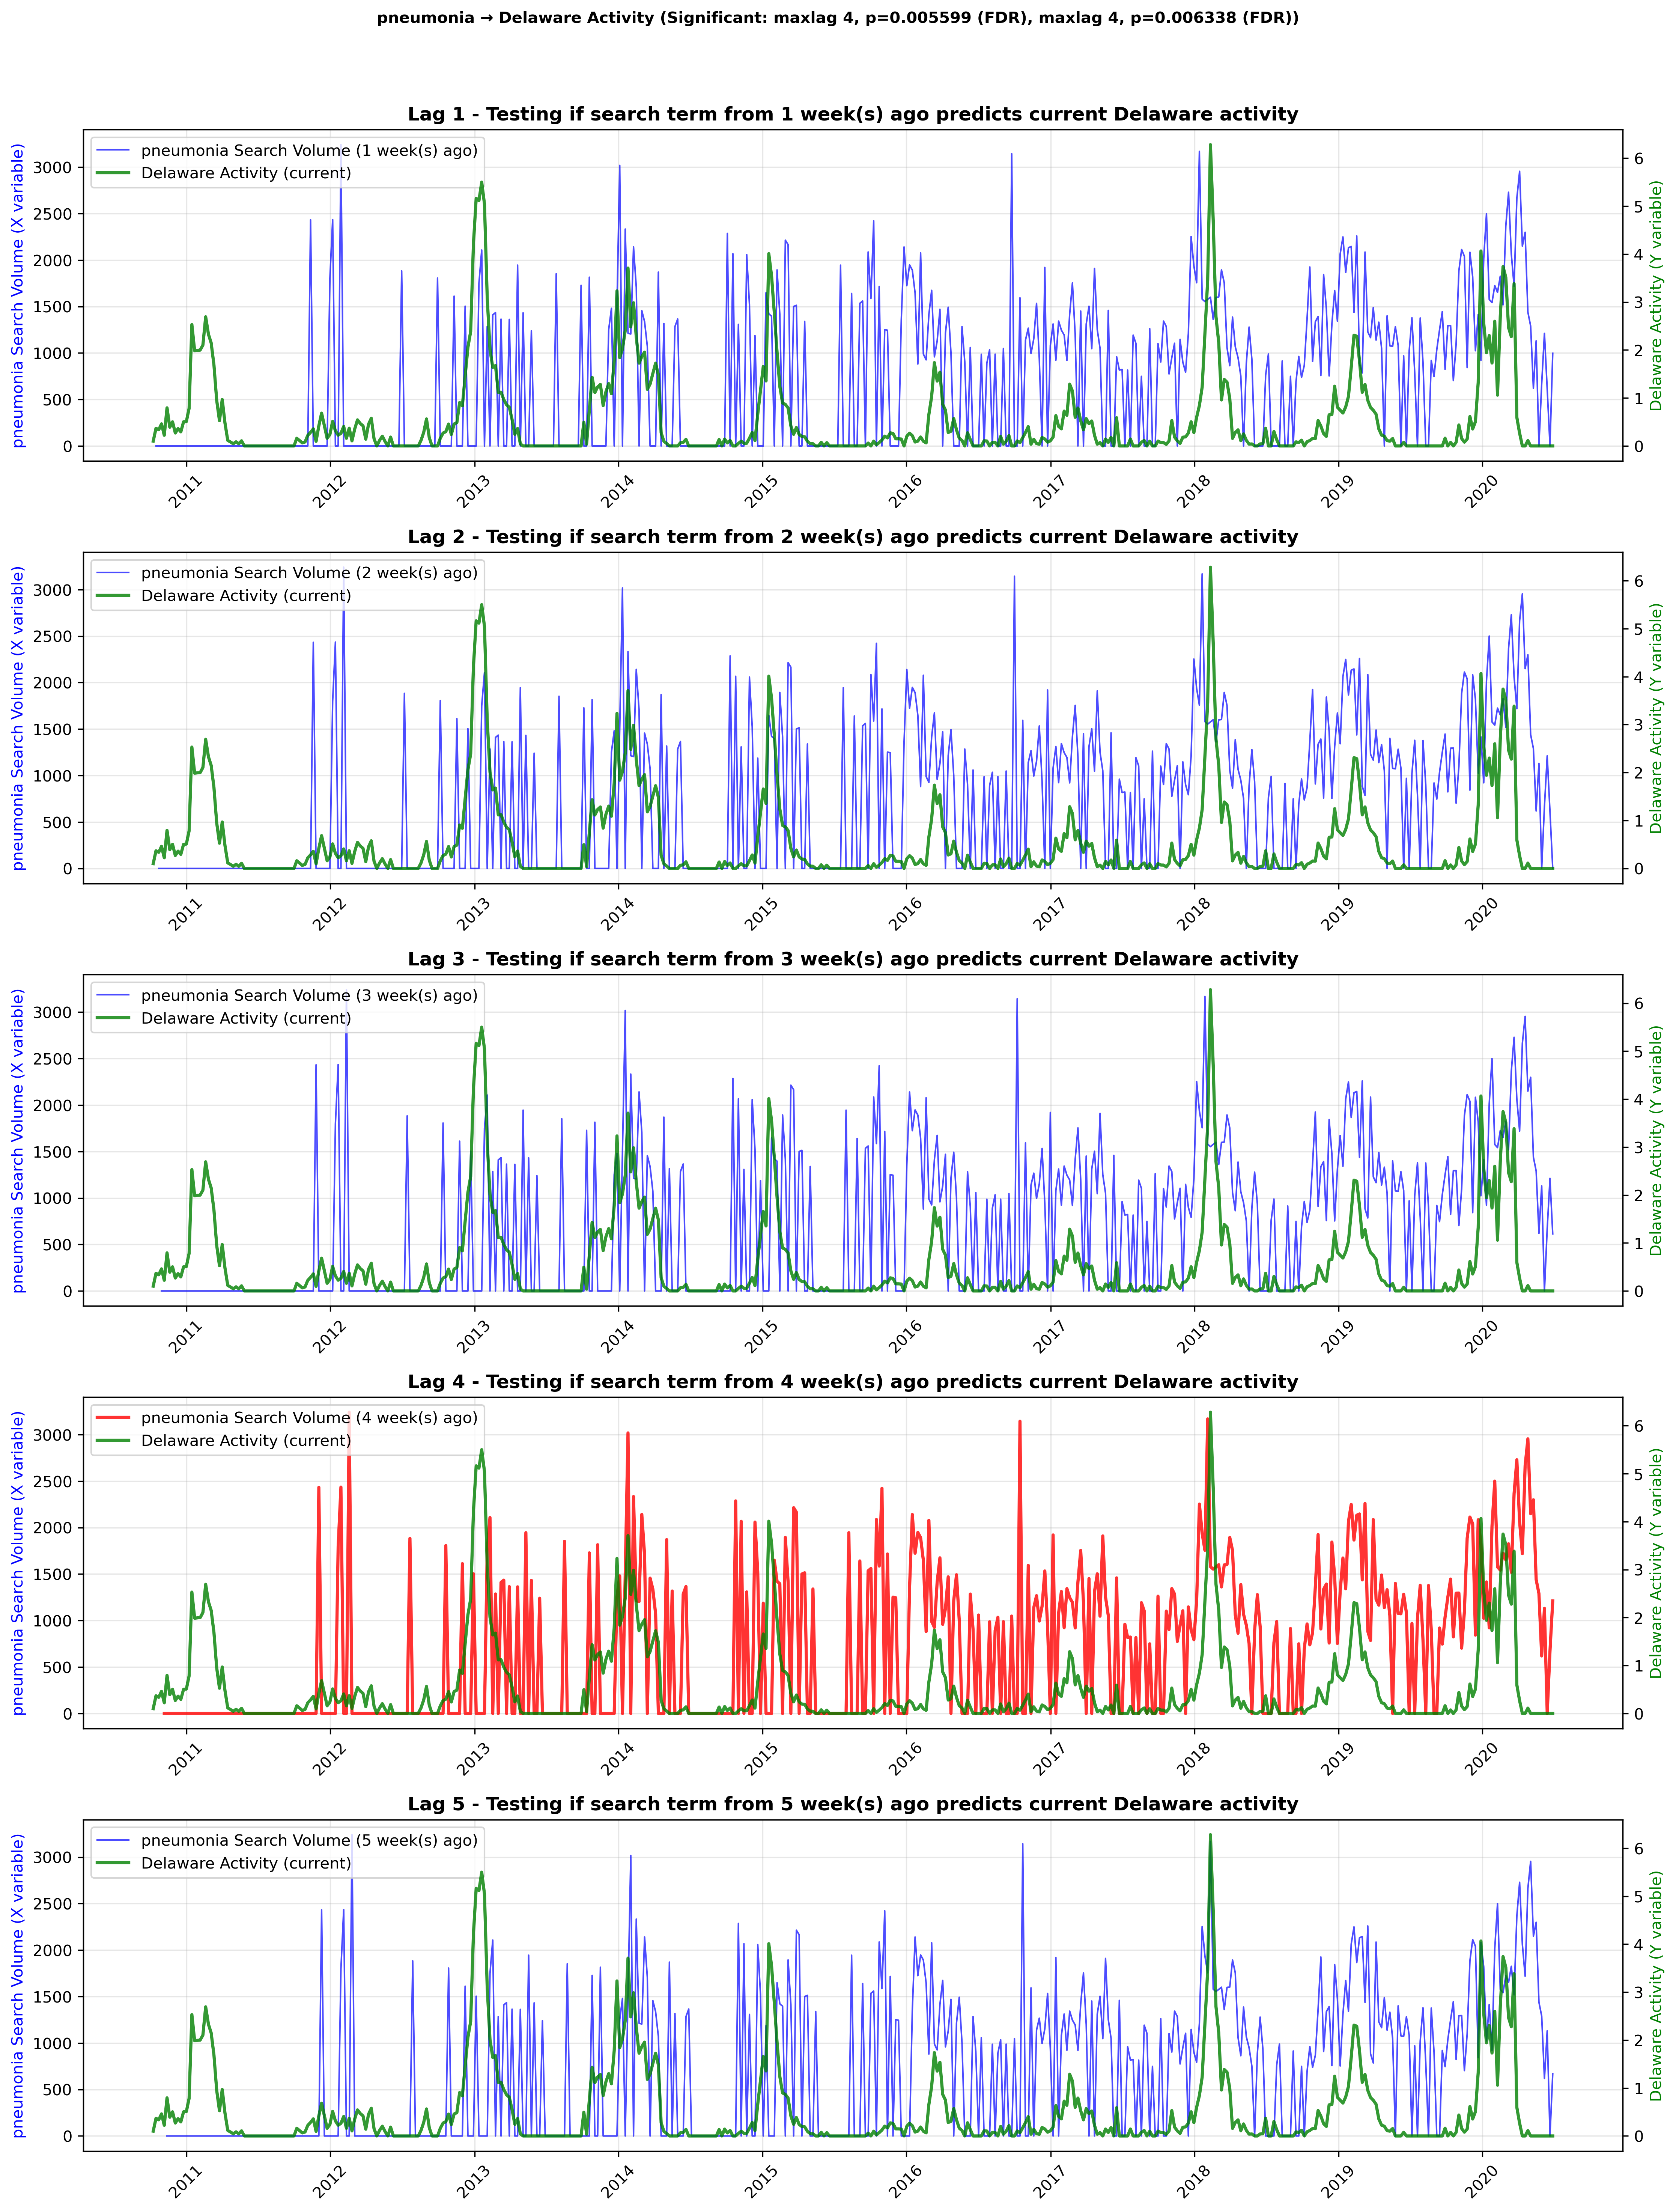 pneumonia → Delaware Activity (Significant: maxlag 4, p=0.005599 (FDR), maxlag 4, p=0.006338 (FDR))
Lag 1 - Testing if search term from 1 week(s) ago predicts current Delaware activity
pneumonia Search Volume (1 week(s) ago)
Delaware Activity (current)
pneumonia Search Volume (X variable)
3000
2500
2000
1500
1000
500
0
6
5
4
3
2
1
0
Delaware Activity (Y variable)
2011 2012 2013 2014 2015 2016 2017 2018 2019 2020
Lag 2 - Testing if search term from 2 week(s) ago predicts current Delaware activity
pneumonia Search Volume (2 week(s) ago)
Delaware Activity (current)
pneumonia Search Volume (X variable)
3000
2500
2000
1500
1000
500
0
6
5
4
3
2
1
0
Delaware Activity (Y variable)
2011 2012 2013 2014 2015 2016 2017 2018 2019 2020
Lag 3 - Testing if search term from 3 week(s) ago predicts current Delaware activity
pneumonia Search Volume (3 week(s) ago)
Delaware Activity (current)
pneumonia Search Volume (X variable)
3000
2500
2000
1500
1000
500
0
6
5
4
3
2
1
0
Delaware Activity (Y variable)
2011 2012 2013 2014 2015 2016 2017 2018 2019 2020
Lag 4 - Testing if search term from 4 week(s) ago predicts current Delaware activity
pneumonia Search Volume (4 week(s) ago)
Delaware Activity (current)
pneumonia Search Volume (X variable)
3000
2500
2000
1500
1000
500
0
6
5
4
3
2
1
0
Delaware Activity (Y variable)
2011 2012 2013 2014 2015 2016 2017 2018 2019 2020
Lag 5 - Testing if search term from 5 week(s) ago predicts current Delaware activity
pneumonia Search Volume (5 week(s) ago)
Delaware Activity (current)
pneumonia Search Volume (X variable)
3000
2500
2000
1500
1000
500
0
6
5
4
3
2
1
0
Delaware Activity (Y variable)
2011 2012 2013 2014 2015 2016 2017 2018 2019 2020